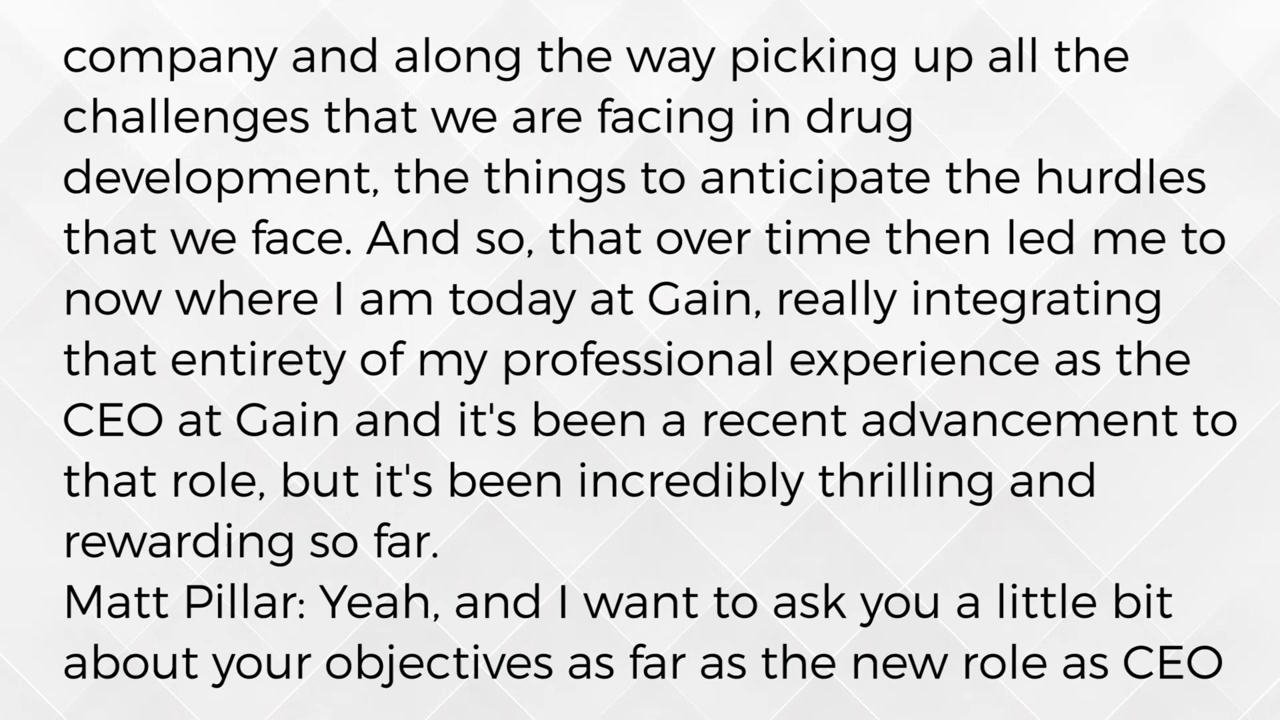 company and along the way picking up all the
challenges that we are facing in drug
development, the things to anticipate the hurdles
that we face. And so, that over time then led me to
now where I am today at Gain, really integrating
that entirety of my professional experience as the
CEO at Gain and it's been a recent advancement to
that role, but it's been incredibly thrilling and
rewarding so far.
Matt Pillar: Yeah, and I want to ask you a little bit
about your objectives as far as the new role as CEO